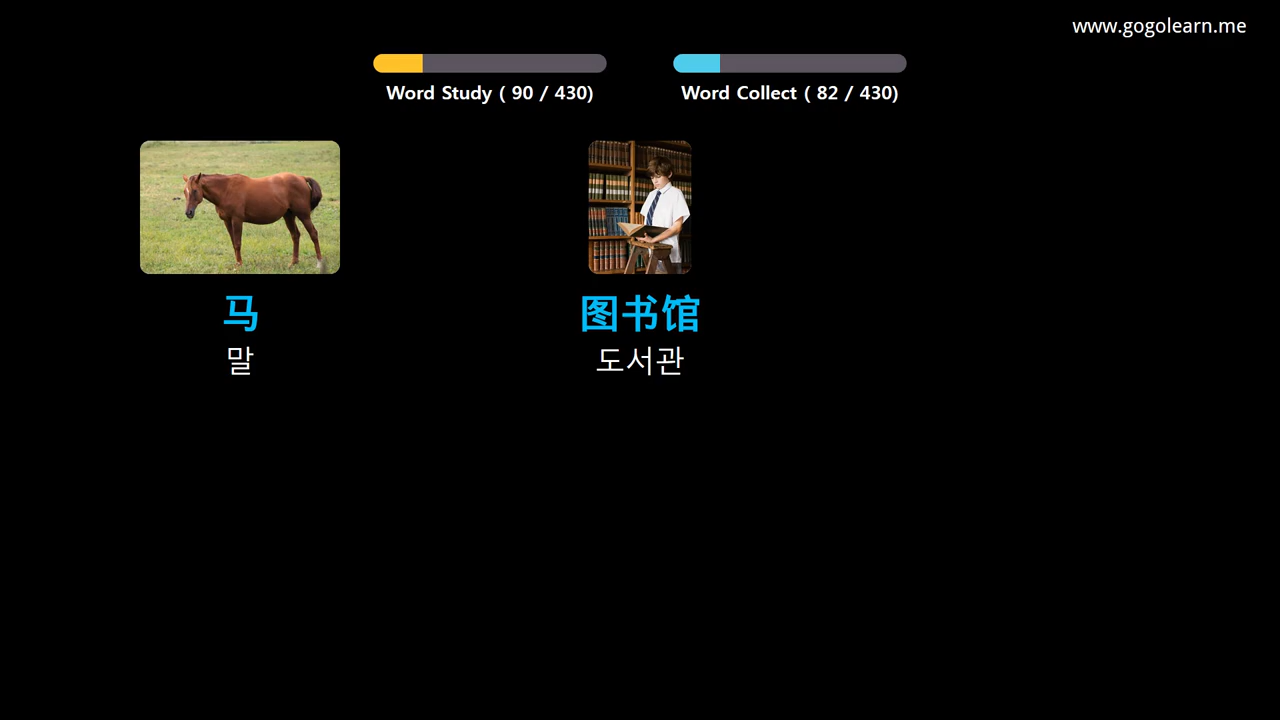 www.gogolearn.me
Word Study ( 90 / 430)
Word Collect ( 82 / 430)
马
말
图书馆
도서관